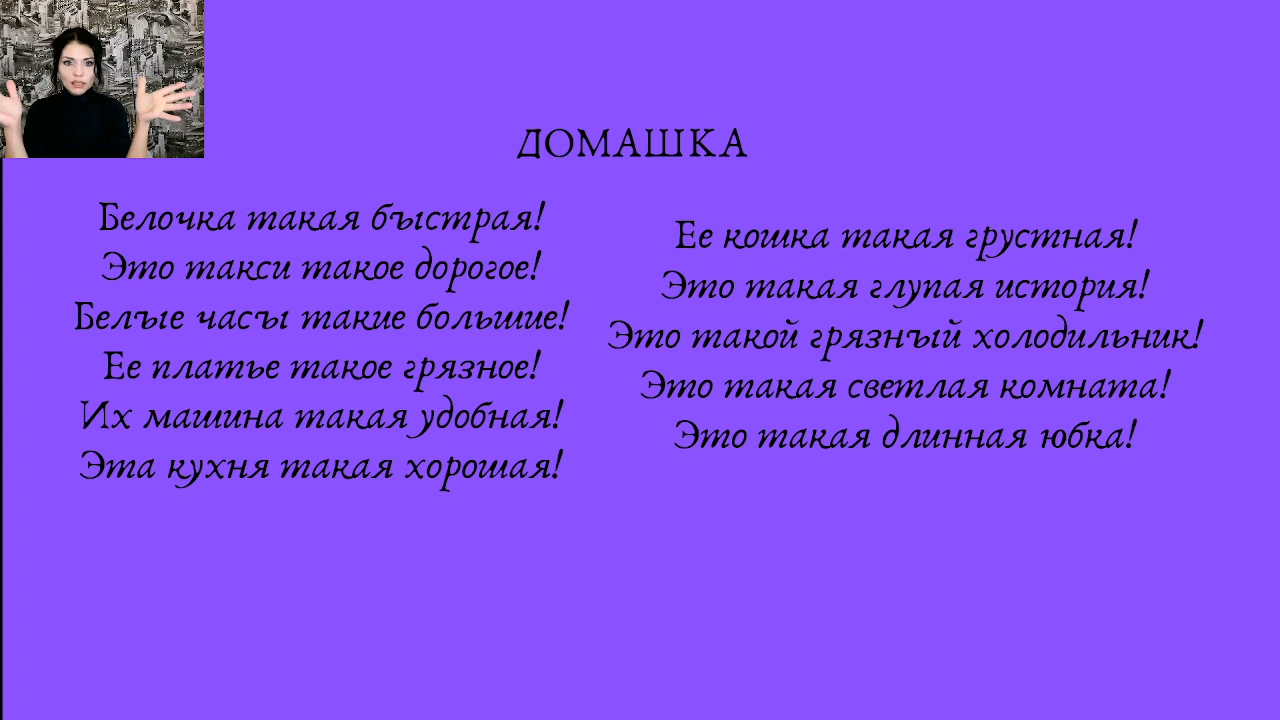 ДОМАШКА
Белочка такая быстрая!
Это такси такое дорогое!
Белые часы такие большие!
Ее платье такое грязное!
Их машина такая удобная!
Эта кухня такая хорошая!
Ее кошка такая грустная!
Это такая глупая история!
Это такой грязный холодильник!
Это такая светлая комната!
Это такая длинная юбка!